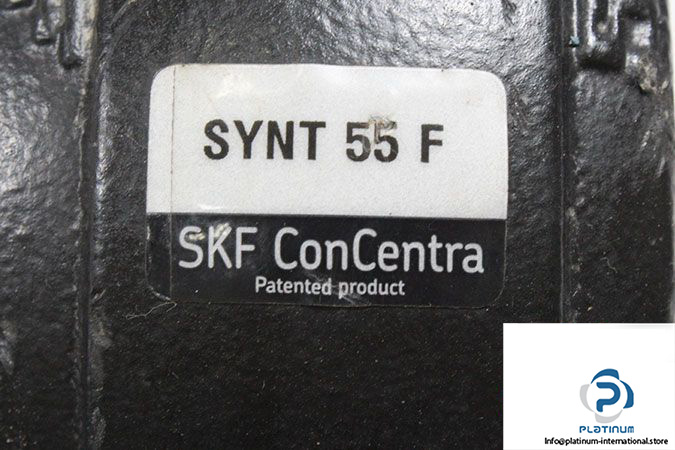 SYNT 55 F
SKF ConCentra
Patented product
PLATINUM
Info@platinum-international.store